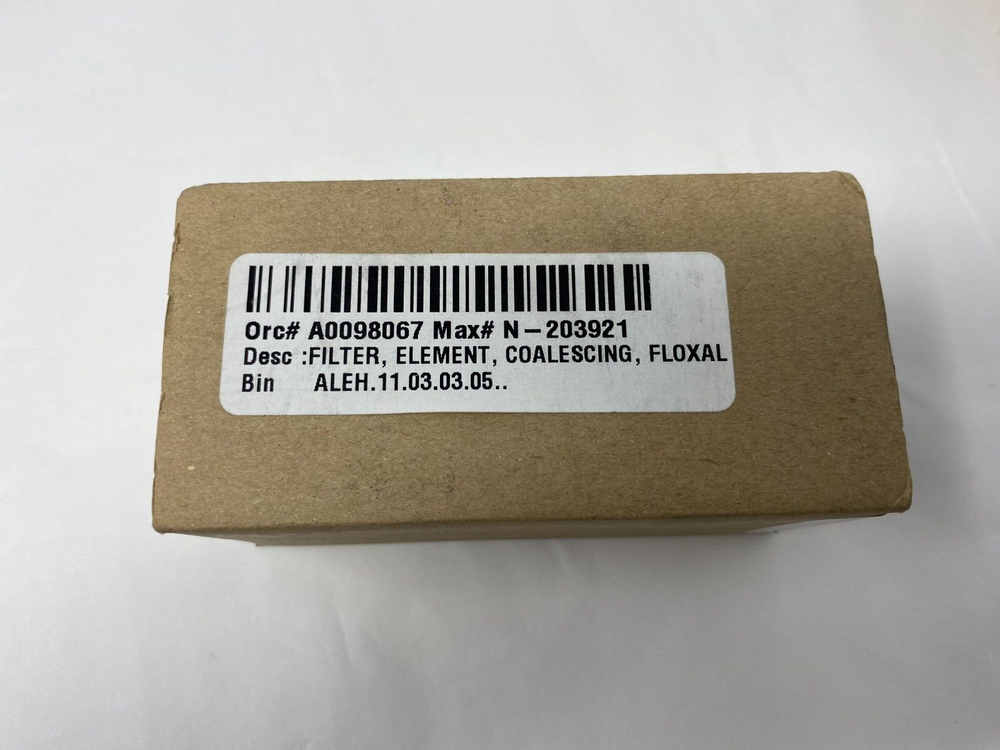 Orc# A0098067 Max# N-203921
Desc :FILTER, ELEMENT, COALESCING, FLOXAL
Bin ALEH.11.03.03.05..